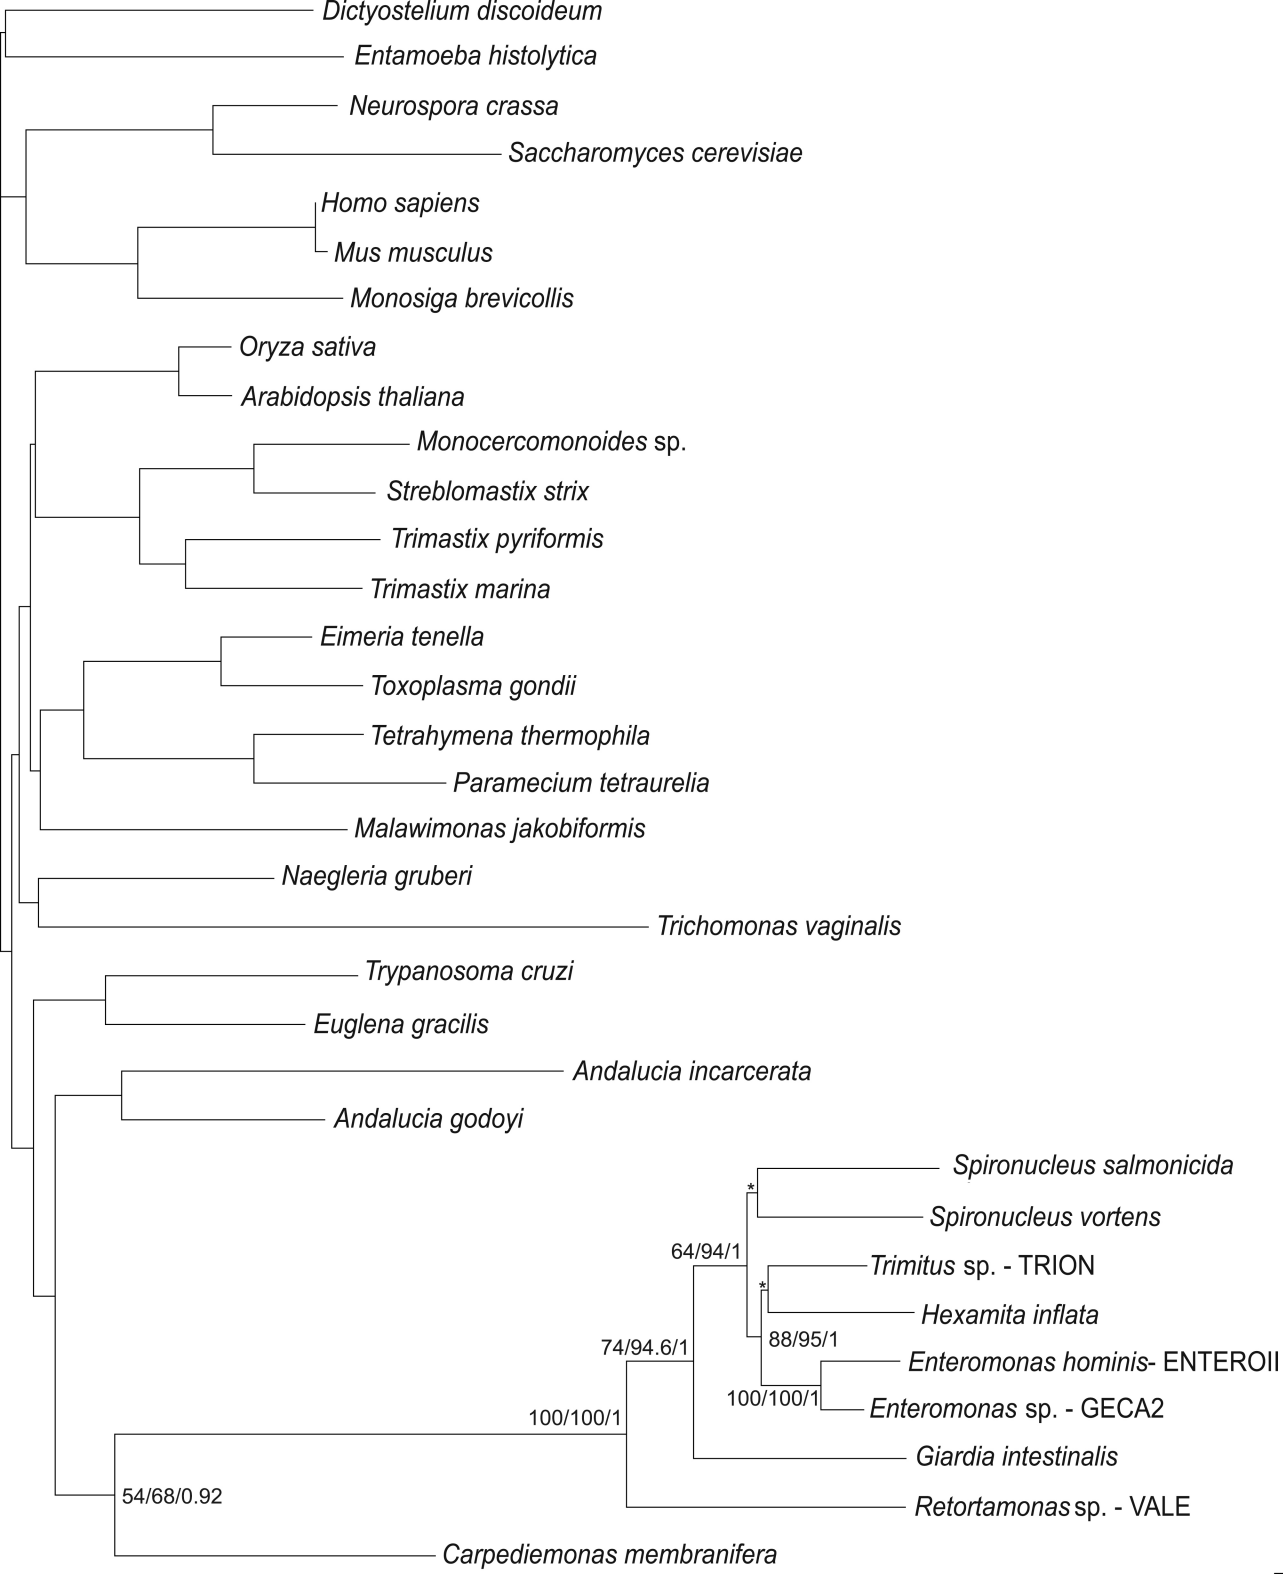 Dictyostelium discoideum
Entamoeba histolytica
Neurospora crassa
Saccharomyces cerevisiae
Homo sapiens
Mus musculus
Monosiga brevicollis
Oryza sativa
Arabidopsis thaliana
Monocercomonoides sp.
Streblomastix strix
Trimastix pyriformis
Trimastix marina
Eimeria tenella
Toxoplasma gondii
Tetrahymena thermophila
Paramecium tetraurelia
Malawimonas jakobiformis
Naegleria gruberi
Trichomonas vaginalis
Trypanosoma cruzi
Euglena gracilis
Andalucia incarcerata
Andalucia godoyi
Spironucleus salmonicida
*
Spironucleus vortens
64/94/1
Trimitus sp. - TRION
*
Hexamita inflata
88/95/1
74/94.6/1
Enteromonas hominis- ENTEROII
100/100/1
Enteromonas sp. - GECA2
100/100/1
Giardia intestinalis
54/68/0.92
Retortamonas sp. - VALE
Carpediemonas membranifera